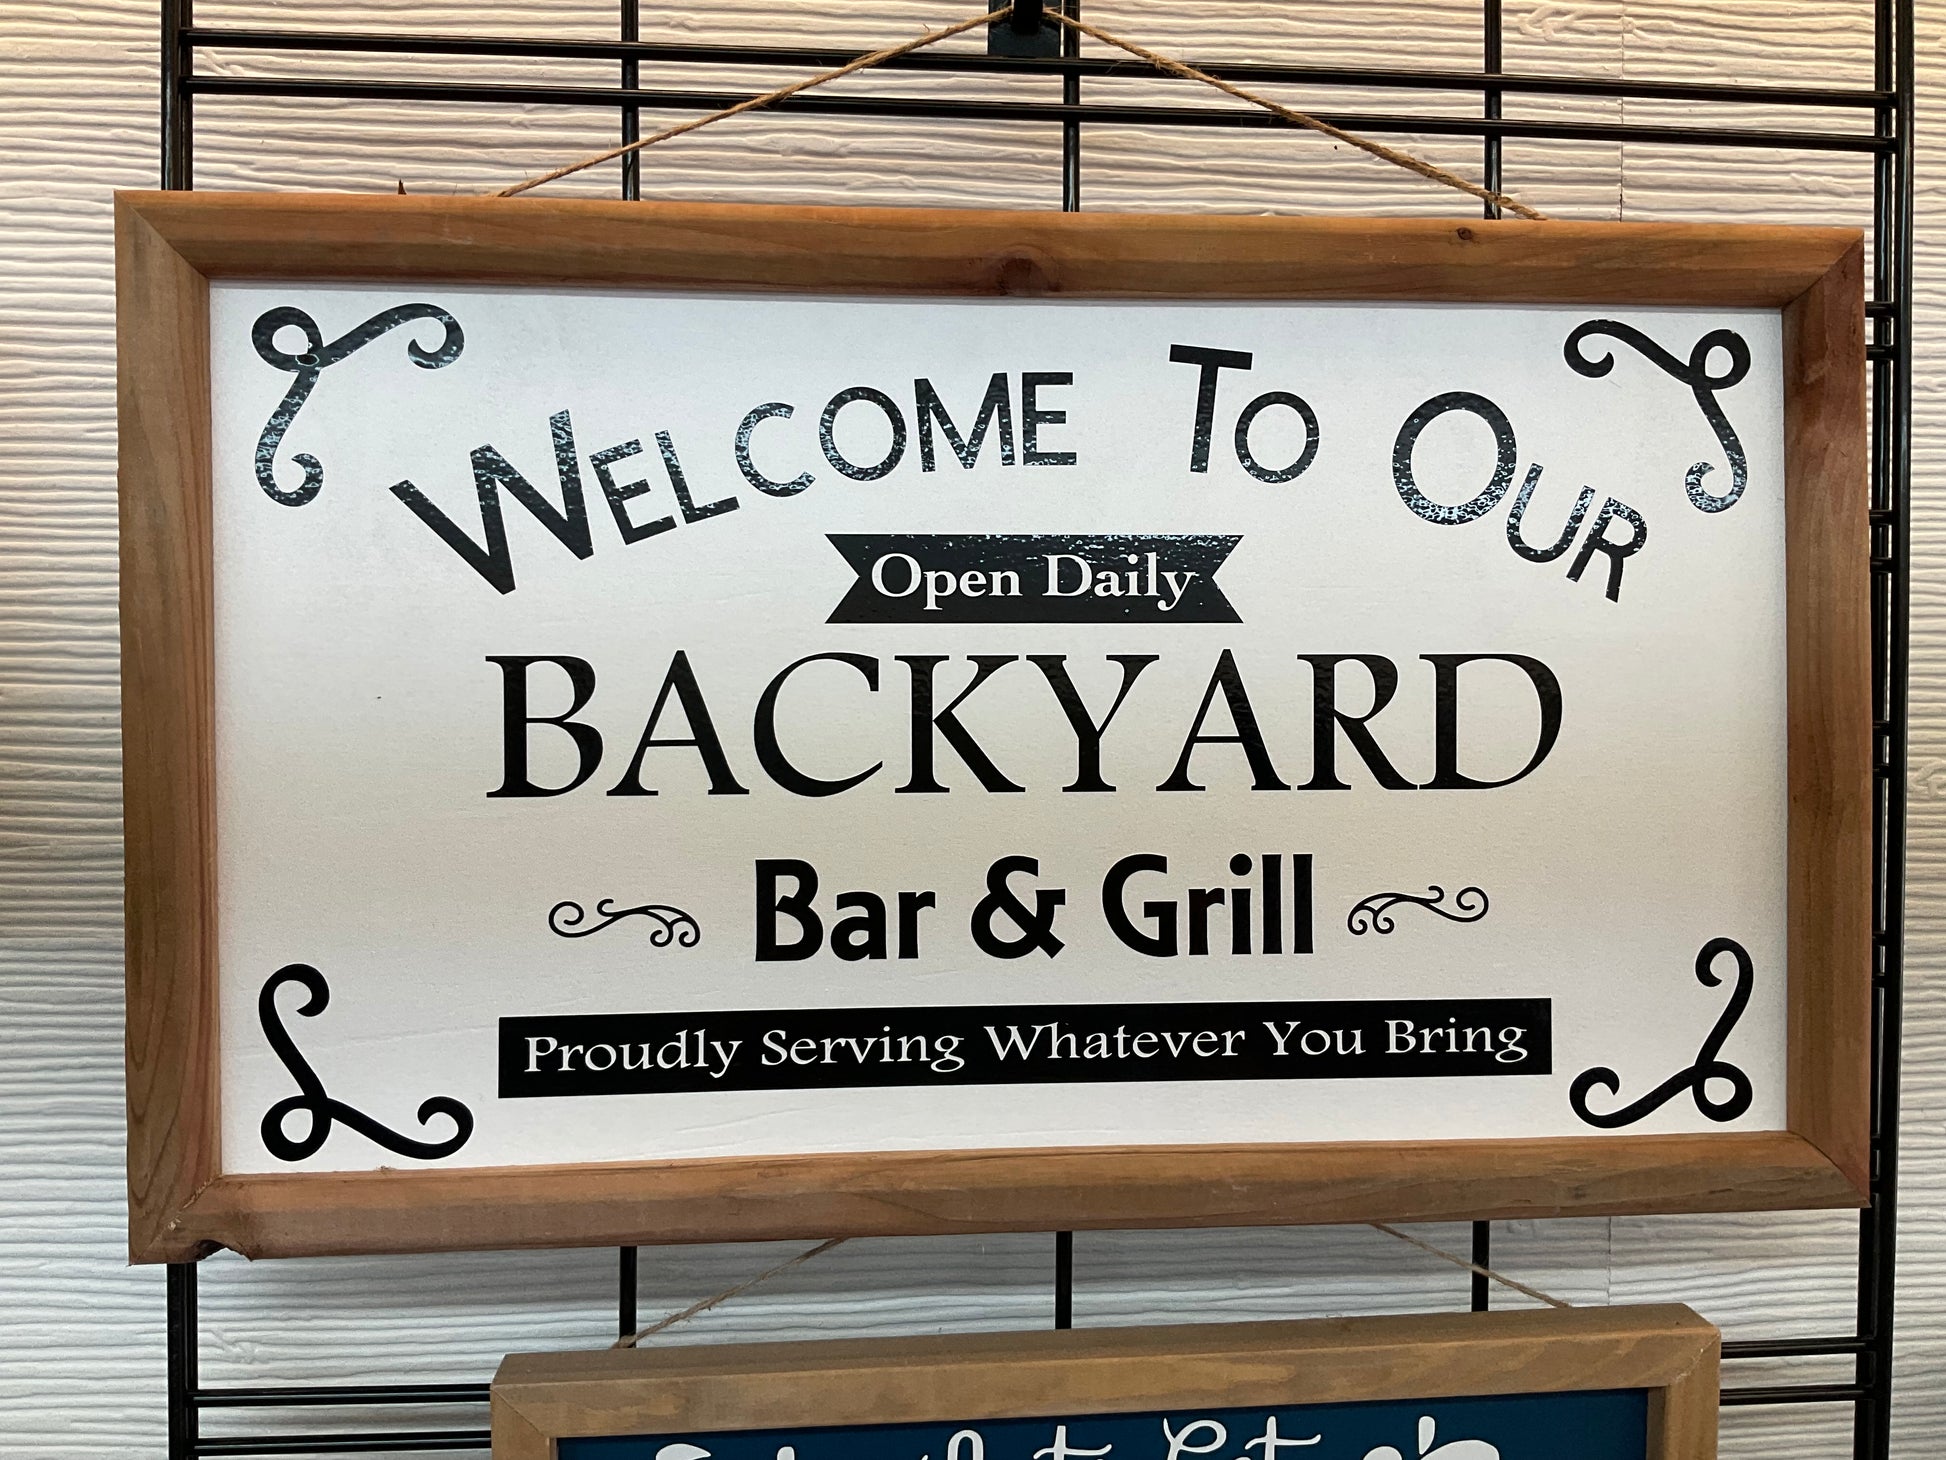 WELCOME TO OUR
Open Daily
BACKYARD
Bar & Grill
Proudly Serving Whatever You Bring